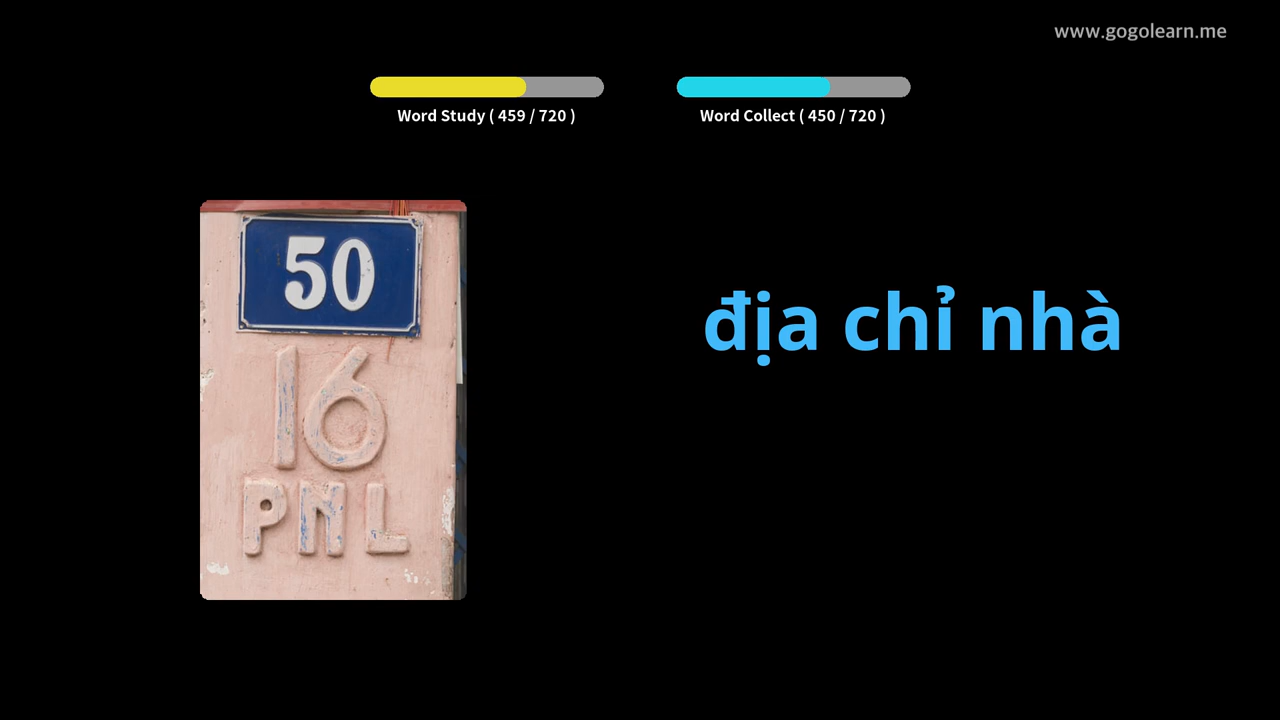 www.gogolearn.me
Word Study ( 459 / 720 )
Word Collect ( 450 / 720 )
50
16
PNL
địa chỉ nhà